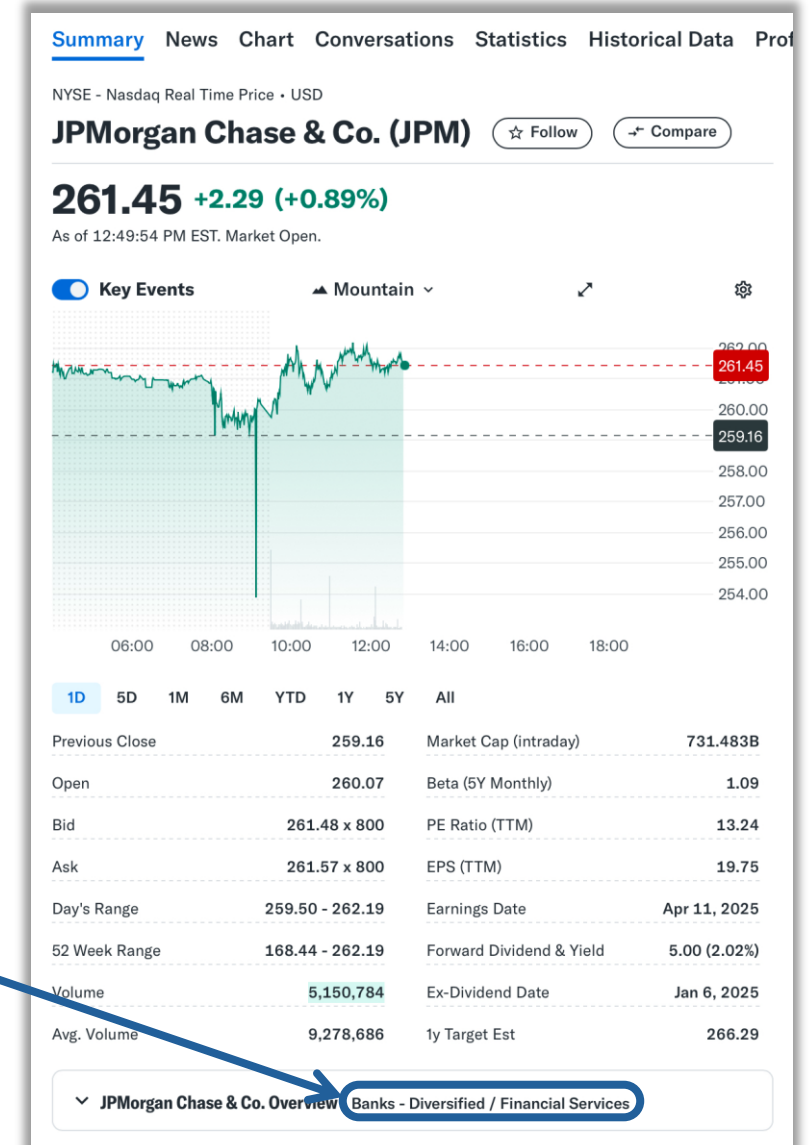 Summary News Chart Conversations Statistics Historical Data Prof
NYSE - Nasdaq Real Time Price • USD
JPMorgan Chase & Co. (JPM) ☆ Follow Compare
261.45 +2.29 (+0.89%)
As of 12:49:54 PM EST. Market Open.
Key Events Mountain
262.00
261.45
260.00
259.16
258.00
257.00
256.00
255.00
254.00
06:00 08:00 10:00 12:00 14:00 16:00 18:00
1D 5D 1M 6M YTD 1Y 5Y All
Previous Close 259.16 Market Cap (intraday) 731.483B
Open 260.07 Beta (5Y Monthly) 1.09
Bid 261.48 x 800 PE Ratio (TTM) 13.24
Ask 261.57 x 800 EPS (TTM) 19.75
Day's Range 259.50 - 262.19 Earnings Date Apr 11, 2025
52 Week Range 168.44 - 262.19 Forward Dividend & Yield 5.00 (2.02%)
Volume 5,150,784 Ex-Dividend Date Jan 6, 2025
Avg. Volume 9,278,686 1y Target Est 266.29
JPMorgan Chase & Co. Overview Banks - Diversified / Financial Services